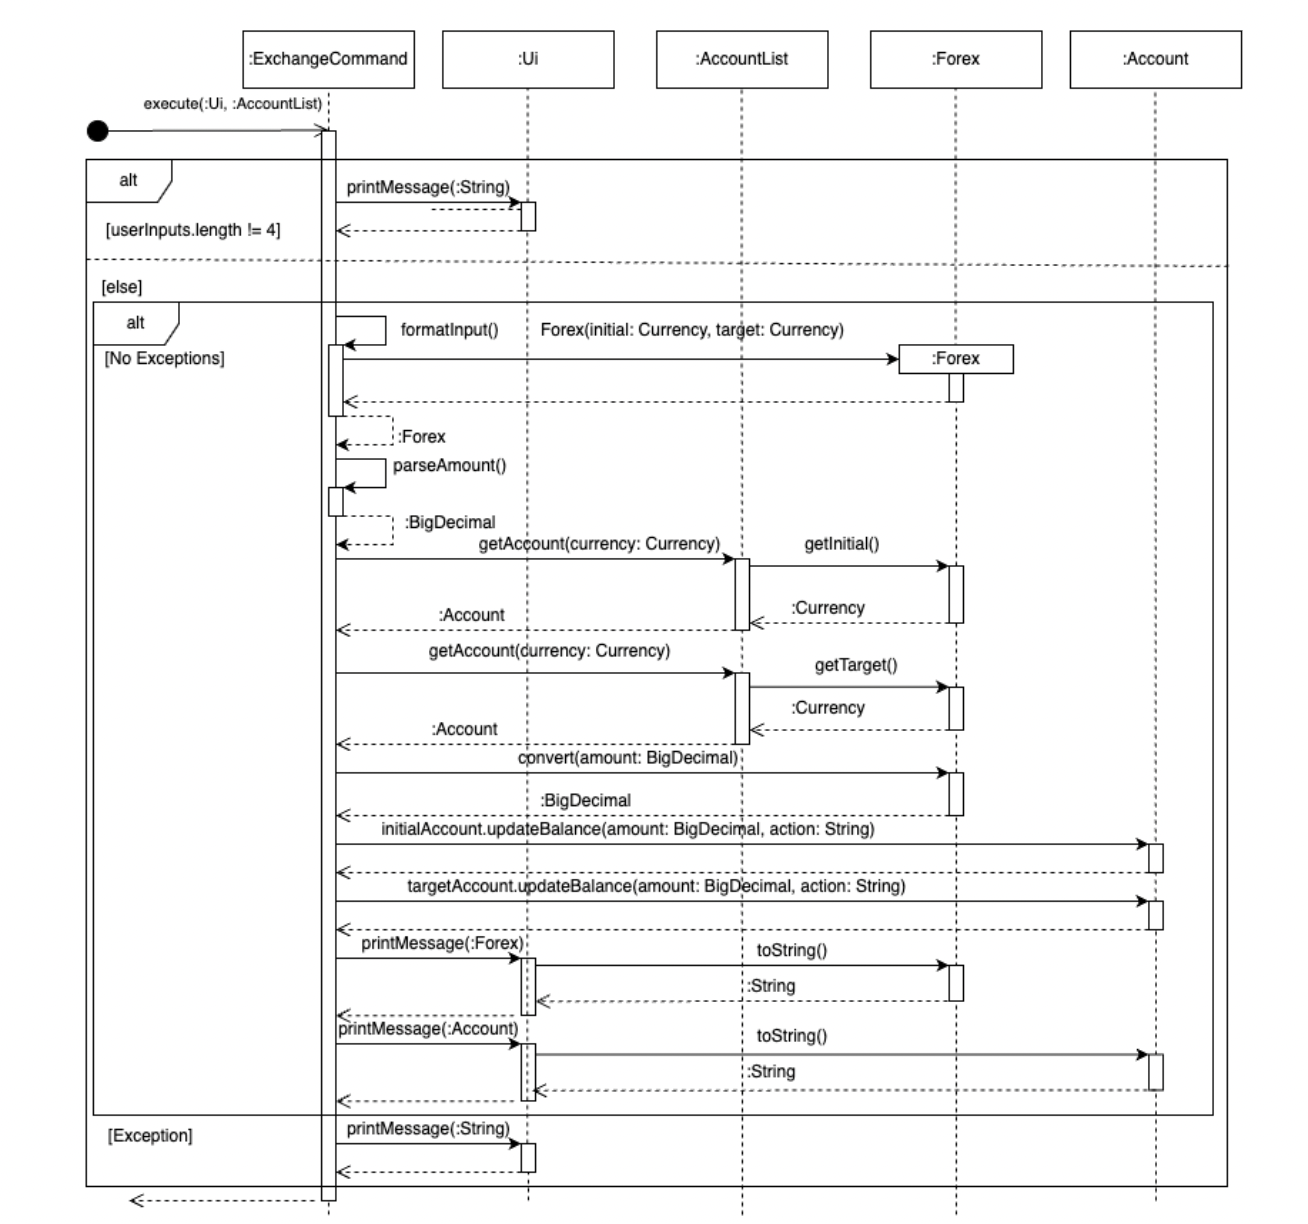 :ExchangeCommand
:Ui
:AccountList
:Forex
:Account
execute(:Ui, :AccountList)
alt
printMessage(:String)
[userInputs.length != 4]
[else]
alt
formatInput()
Forex(initial: Currency, target: Currency)
[No Exceptions]
:Forex
:Forex
parseAmount()
:BigDecimal
getAccount(currency: Currency)
getInitial()
:Currency
:Account
getAccount(currency: Currency)
getTarget()
:Currency
:Account
convert(amount: BigDecimal)
:BigDecimal
initialAccount.updateBalance(amount: BigDecimal, action: String)
targetAccount.updateBalance(amount: BigDecimal, action: String)
printMessage(:Forex)
toString()
:String
printMessage(:Account)
toString()
:String
[Exception]
printMessage(:String)